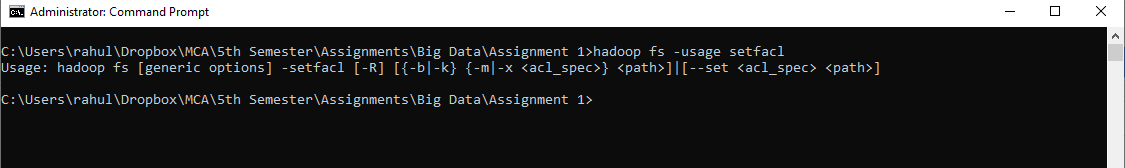 Administrator: Command Prompt
C:\Users\rahul\Dropbox\MCA\5th Semester\Assignments\Big Data\Assignment 1>hadoop fs -usage setfacl
Usage: hadoop fs [generic options] -setfacl [-R] [{-b|-k} {-m|-x <acl_spec>} <path>]|[--set <acl_spec> <path>]
C:\Users\rahul\Dropbox\MCA\5th Semester\Assignments\Big Data\Assignment 1>